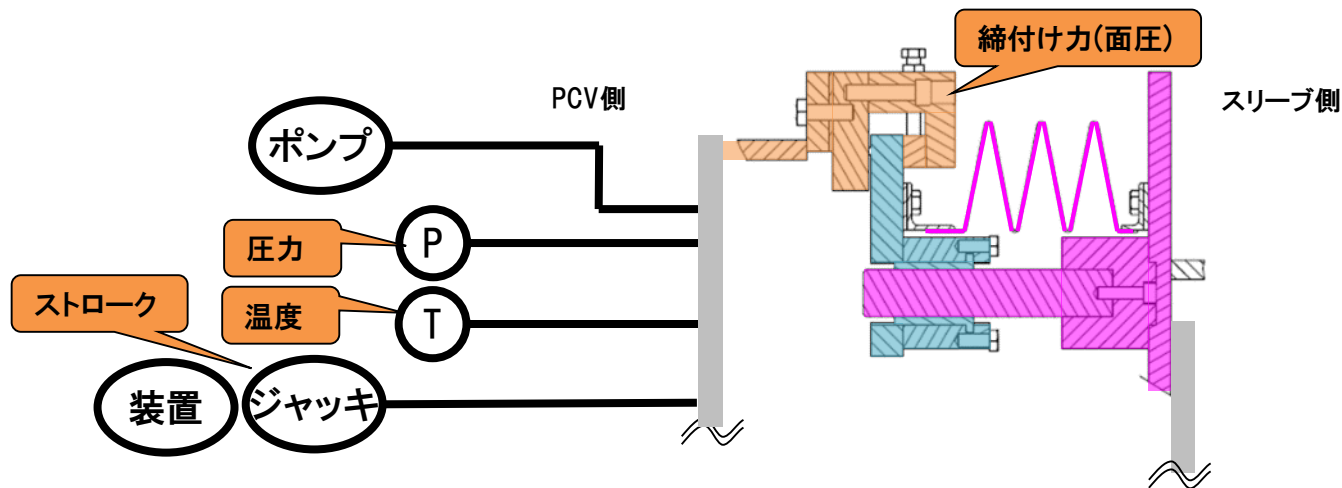 締付け力(面圧)
PCV側
スリーブ側
ポンプ
圧力
P
ストローク
温度
T
装置
ジャッキ